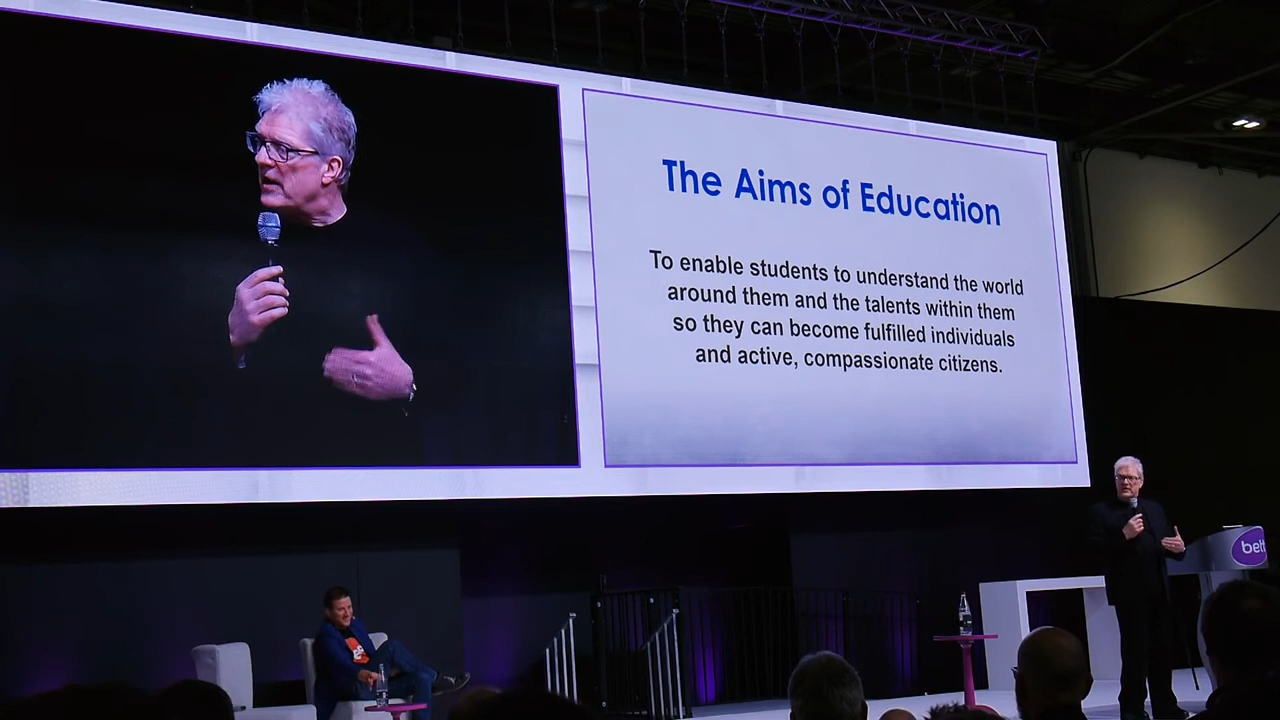 The Aims of Education
To enable students to understand the world
around them and the talents within them
so they can become fulfilled individuals
and active, compassionate citizens.
bett